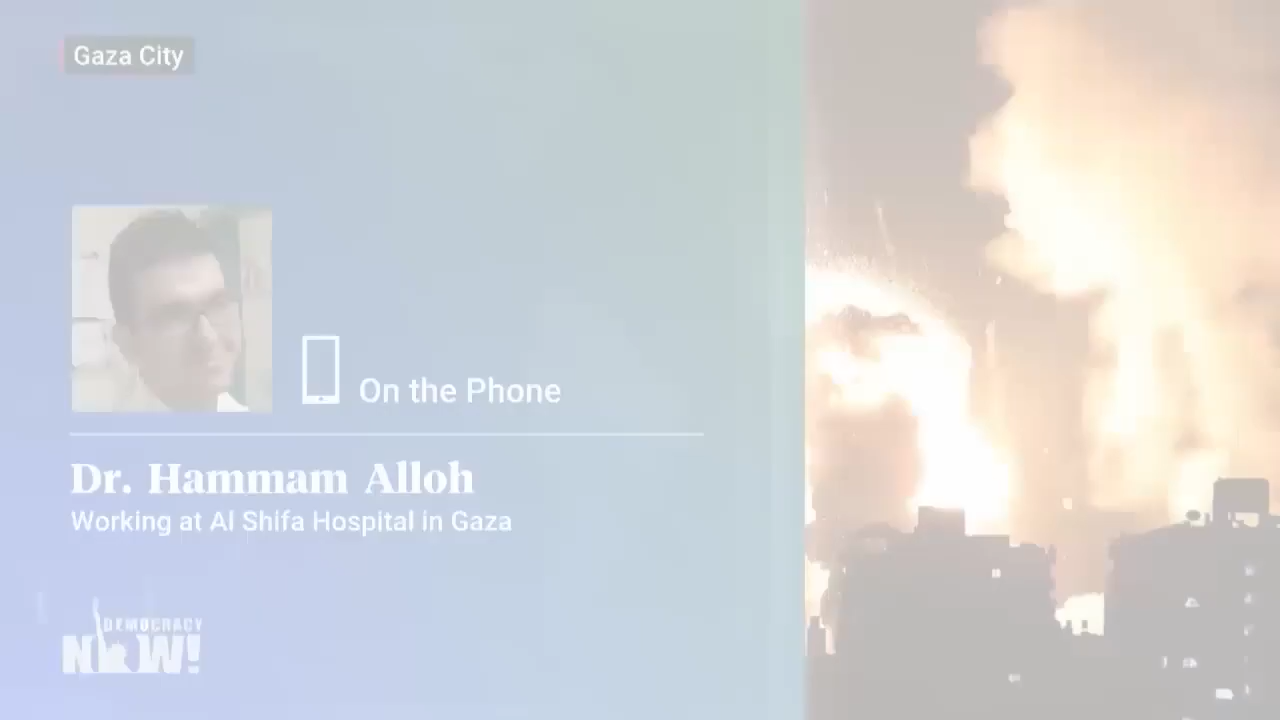 Gaza City
On the Phone
Dr. Hammam Alloh
Working at Al Shifa Hospital in Gaza
DEMOCRACY
NOW!